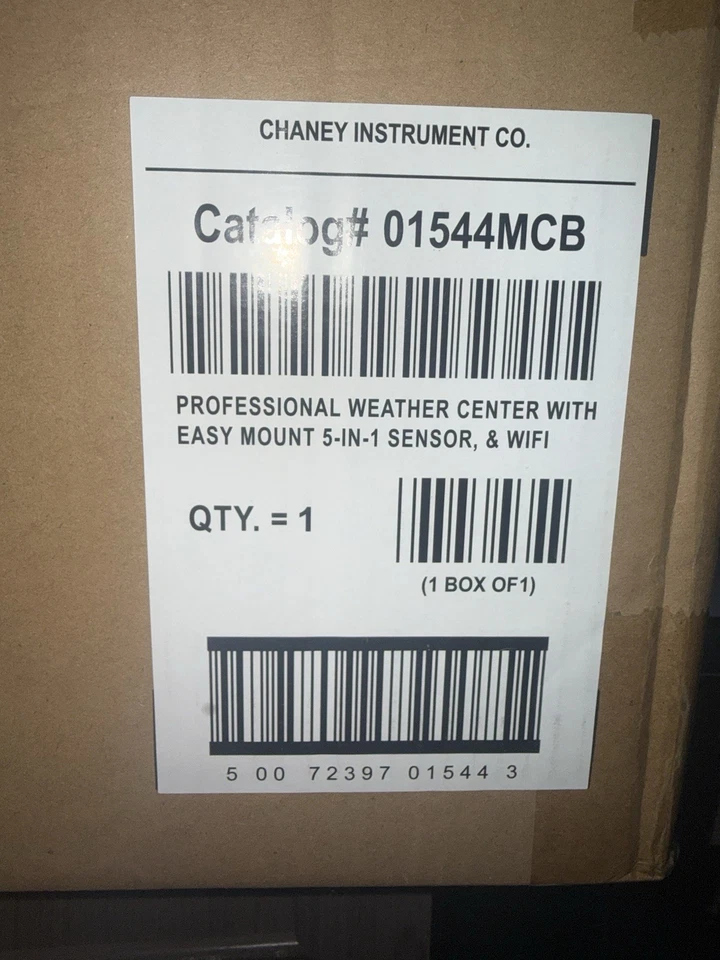 CHANEY INSTRUMENT CO.
Catalog# 01544MCB
PROFESSIONAL WEATHER CENTER WITH
EASY MOUNT 5-IN-1 SENSOR, & WIFI
QTY. = 1
(1 BOX OF1)
5 00 72397 01544 3